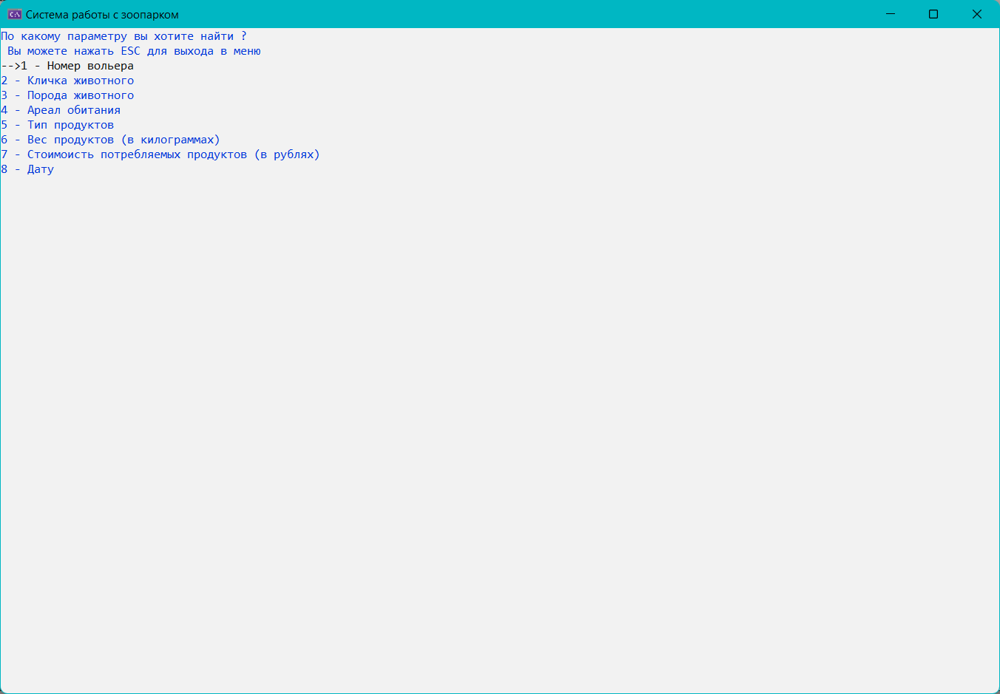 Система работы с зоопарком
По какому параметру вы хотите найти ?
Вы можете нажать ESC для выхода в меню
-->1 - Номер вольера
2 - Кличка животного
3 - Порода животного
4 - Ареал обитания
5 - Тип продуктов
6 - Вес продуктов (в килограммах)
7 - Стоимоисть потребляемых продуктов (в рублях)
8 - Дату